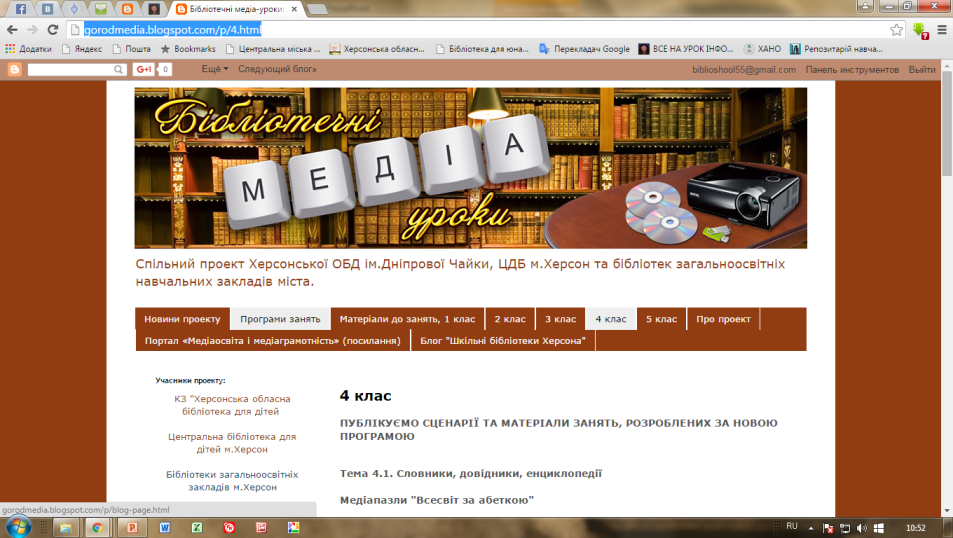 Бібліотечні медіа-уроки:
gorodmedia.blogspot.com/p/4.html
Додатки Яндекс Пошта Bookmarks Центральна міська ... Херсонська обласн... Бібліотека для юна... Перекладач Google ВСЕ НА УРОК ІНФО... ХАНО Репозитарій навча...
G+1 0 Ещё Следующий блог» biblioshool55@gmail.com Панель инструментов Выйти
Бібліотечні
МЕДІА
уроки
Спільний проект Херсонської ОБД ім.Дніпрової Чайки, ЦДБ м.Херсон та бібліотек загальноосвітніх
навчальних закладів міста.
Новини проекту Програми занять Матеріали до занять, 1 клас 2 клас 3 клас 4 клас 5 клас Про проект
Портал «Медіаосвіта і медіаграмотність» (посилання) Блог "Шкільні бібліотеки Херсона"
Учасники проекту:
КЗ "Херсонська обласна
бібліотека для дітей
Центральна бібліотека для
дітей м.Херсон
Бібліотеки загальноосвітніх
закладів м.Херсон
4 клас
ПУБЛІКУЄМО СЦЕНАРІЇ ТА МАТЕРІАЛИ ЗАНЯТЬ, РОЗРОБЛЕНИХ ЗА НОВОЮ
ПРОГРАМОЮ
Тема 4.1. Словники, довідники, енциклопедії
Медіапазли "Всесвіт за абеткою"
gorodmedia.blogspot.com/p/blog-page.html
RU 10:52